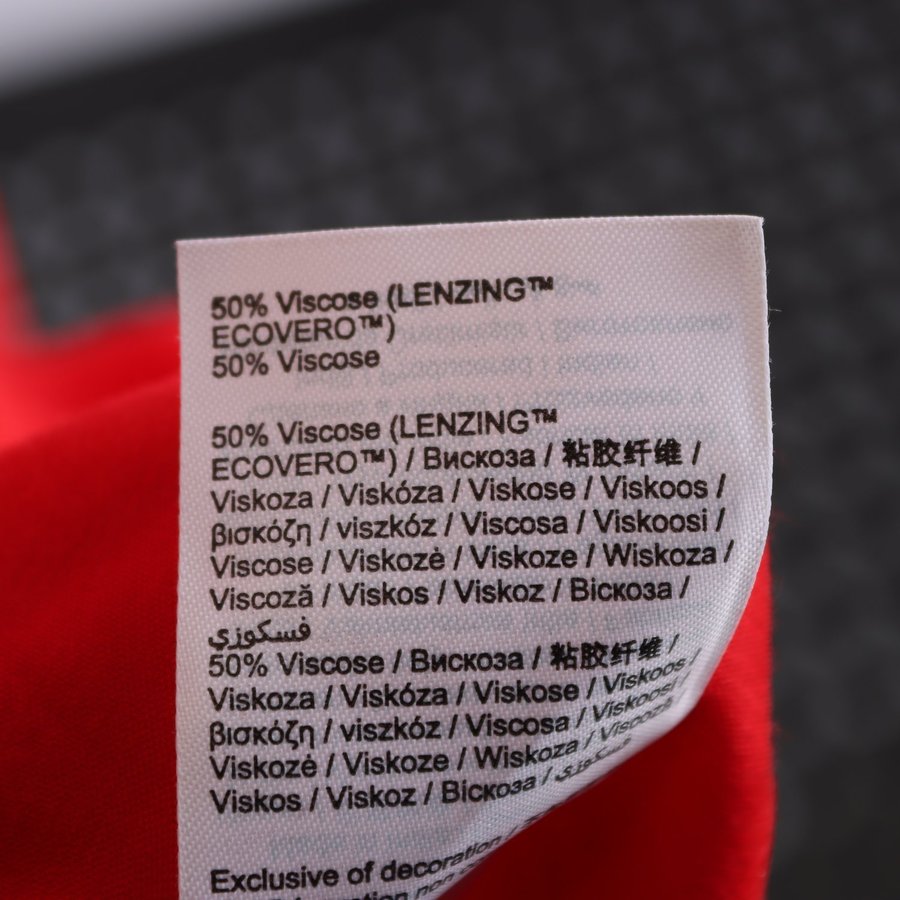 50% Viscose (LENZING™
ECOVERO™)
50% Viscose
50% Viscose (LENZING™
ECOVERO™) / Вискоза / 粘胶纤维 /
Viskoza / Viskóza / Viskose / Viskoos /
βισκόζη / viszkóz / Viscosa / Viskoosi /
Viscose / Viskozė / Viskoze / Wiskoza /
Viscoză / Viskos / Viskoz / Віскоза /
فسكوزي
50% Viscose / Вискоза / 粘胶纤维 /
Viskoza / Viskóza / Viskose / Viskoos /
βισκόζη / viszkóz / Viscosa / Viskoosi /
Viskozė / Viskoze / Wiskoza / Viscoză /
Viskos / Viskoz / Віскоза / فسكوزي
Exclusive of decoration /
non